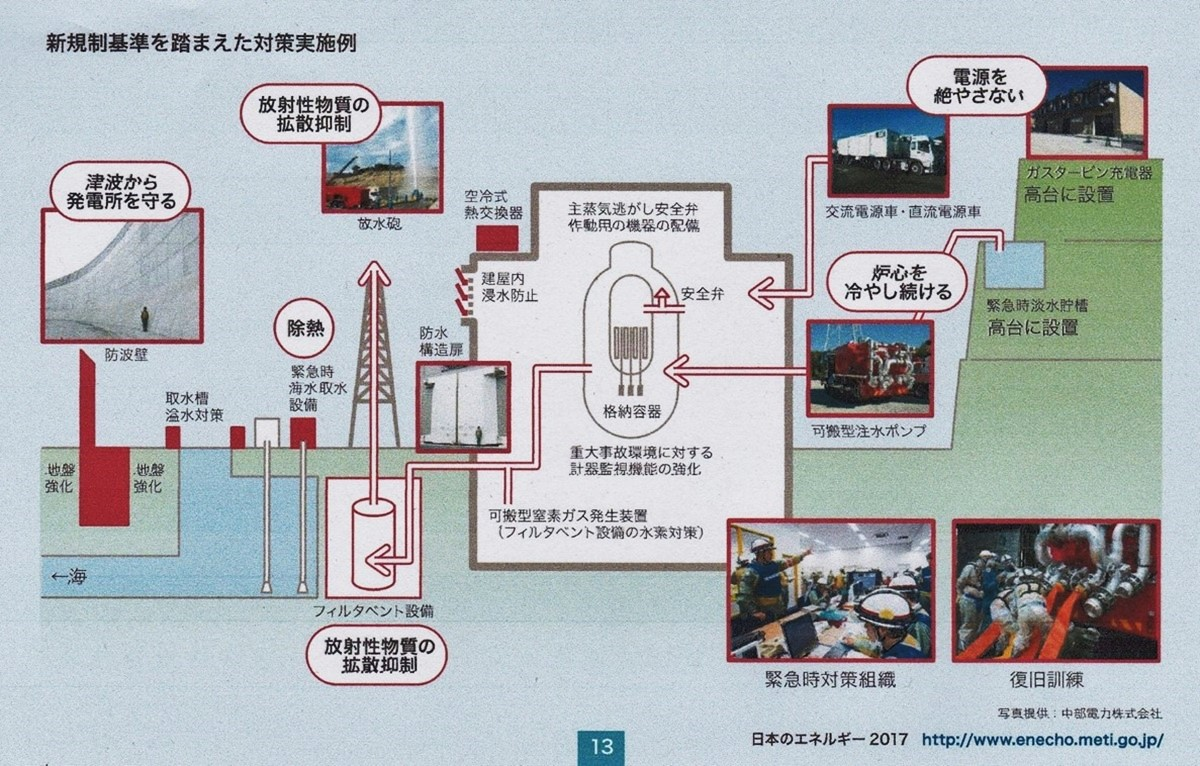 新規制基準を踏まえた対策実施例
電源を
絶やさない
放射性物質の
拡散抑制
津波から
発電所を守る
ガスタービン充電器
高台に設置
空冷式
熱交換器
主蒸気逃がし安全弁
作動用の機器の配備
交流電源車・直流電源車
放水砲
炉心を
冷やし続ける
建屋内
浸水防止
安全弁
緊急時淡水貯槽
高台に設置
除熱
防水
構造扉
防波壁
緊急時
海水取水
設備
取水槽
溢水対策
格納容器
可搬型注水ポンプ
重大事故環境に対する
計器監視機能の強化
地盤
強化
地盤
強化
可搬型窒素ガス発生装置
（フィルタベント設備の水素対策）
←海
フィルタベント設備
放射性物質の
拡散抑制
緊急時対策組織
復旧訓練
写真提供：中部電力株式会社
13
日本のエネルギー2017 http://www.enecho.meti.go.jp/